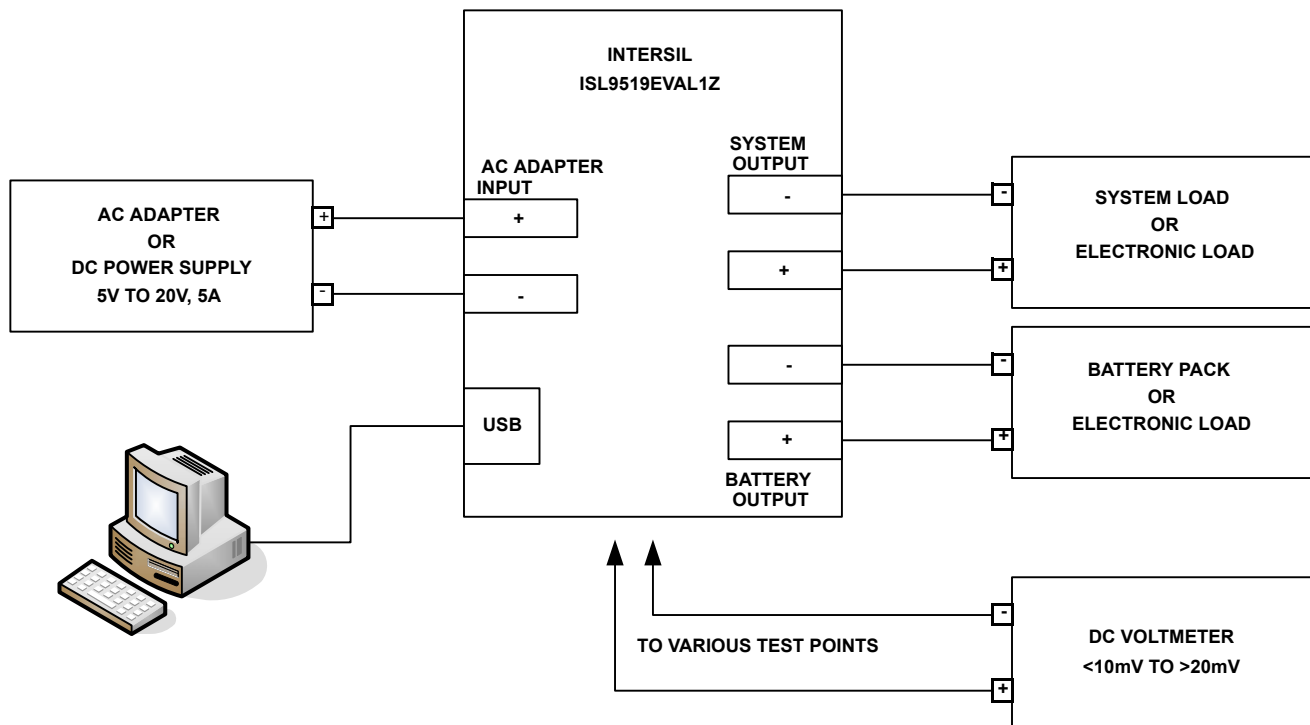 INTERSIL
ISL9519EVAL1Z
AC ADAPTER
INPUT
+
-
USB
SYSTEM
OUTPUT
-
+
-
+
BATTERY
OUTPUT
AC ADAPTER
OR
DC POWER SUPPLY
5V TO 20V, 5A
+
-
-
+
SYSTEM LOAD
OR
ELECTRONIC LOAD
-
+
BATTERY PACK
OR
ELECTRONIC LOAD
TO VARIOUS TEST POINTS
-
+
DC VOLTMETER
<10mV TO >20mV